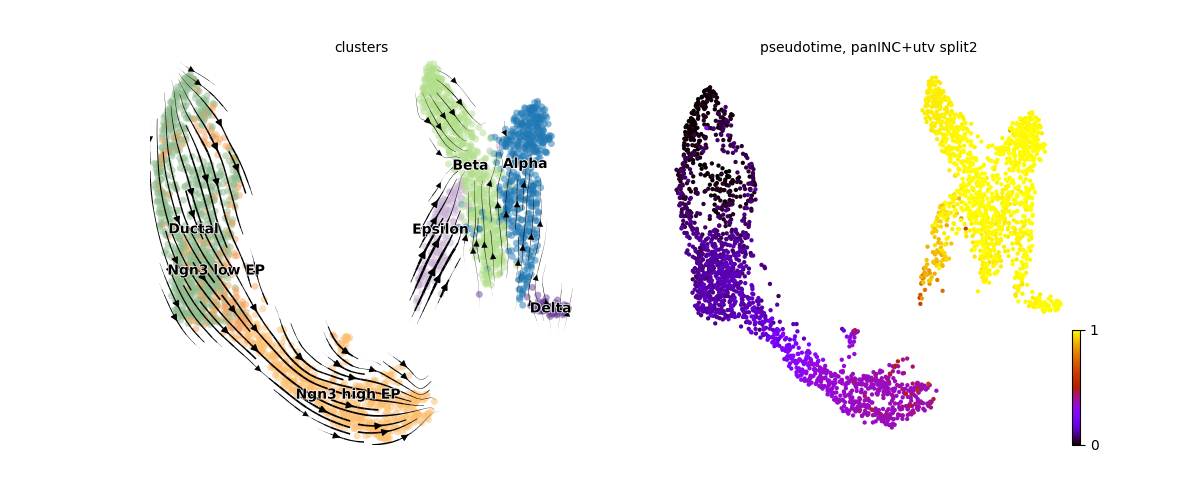 clusters
Beta
Alpha
Ductal
Epsilon
Ngn3 low EP
Delta
Ngn3 high EP
pseudotime, panINC+utv split2
1
0